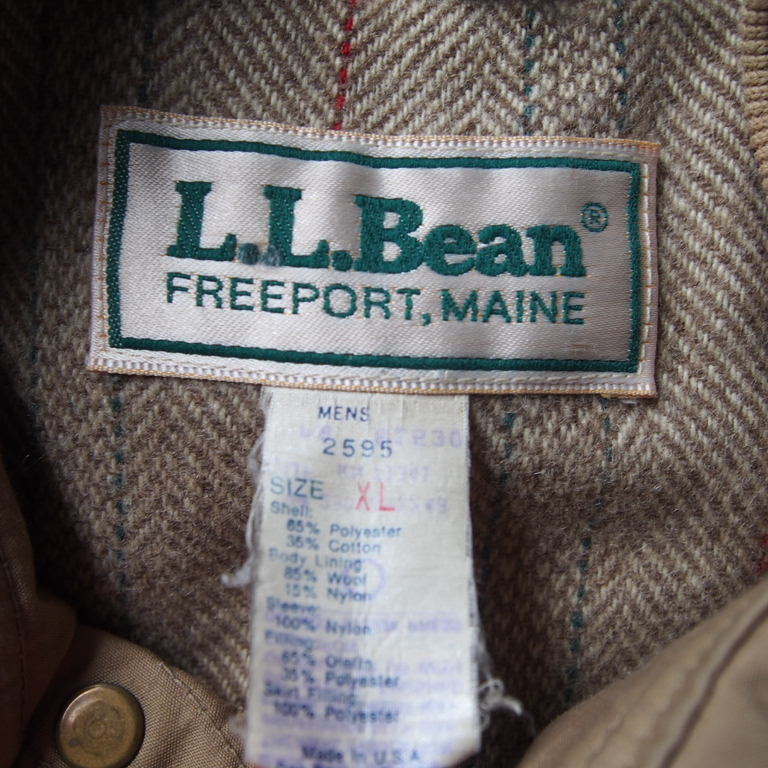 L.L.Bean®
FREEPORT, MAINE
MENS
2595
SIZE XL
Shell:
65% Polyester
35% Cotton
Body Lining:
85% Wool
15% Nylon
Sleeve:
100% Nylon
Filling:
65% Olefin
35% Polyester
Skirt Filling:
100% Polyester
Made in U.S.A.